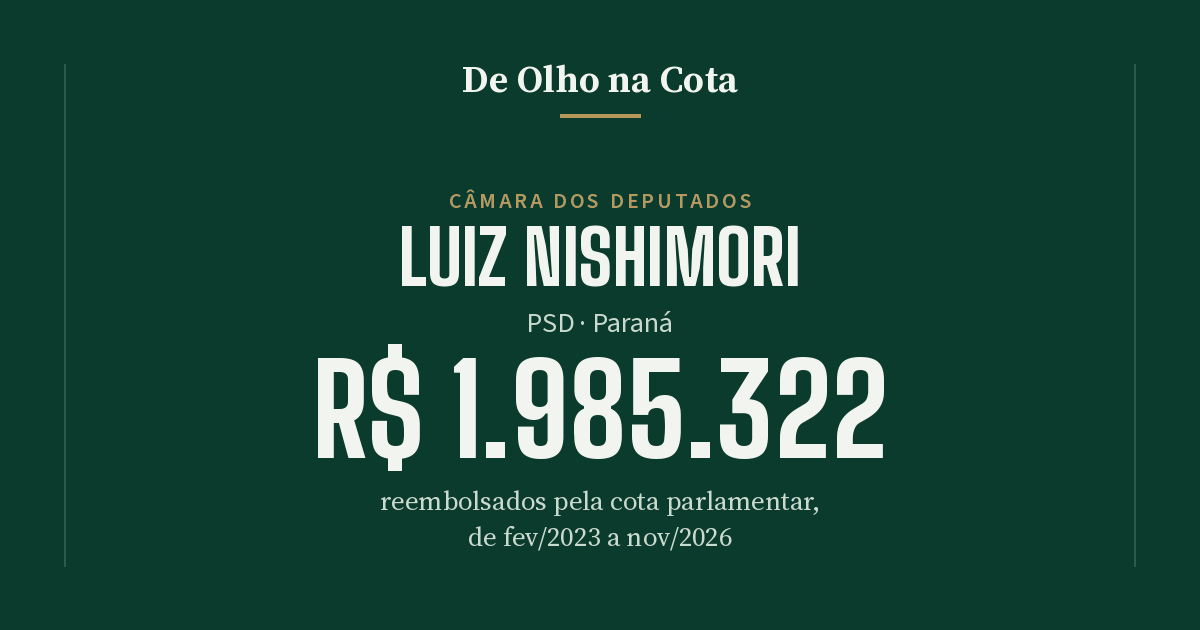 De Olho na Cota
CÂMARA DOS DEPUTADOS
LUIZ NISHIMORI
PSD · Paraná
R$ 1.985.322
reembolsados pela cota parlamentar,
de fev/2023 a nov/2026